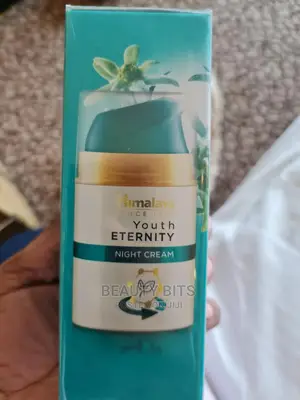 Himalaya
Youth
ETERNITY
NIGHT CREAM
BEAUTY BITS